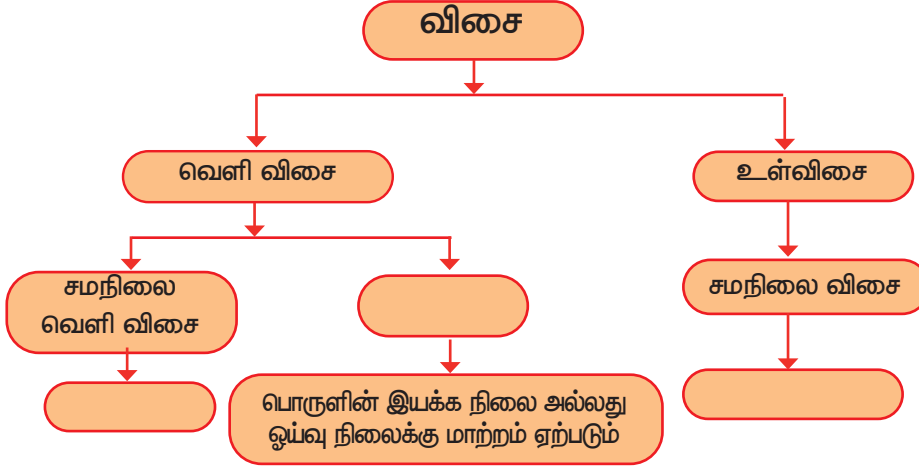 விசை
வெளி விசை
உள்விசை
சமநிலை
வெளி விசை
சமநிலை விசை
பொருளின் இயக்க நிலை அல்லது
ஓய்வு நிலைக்கு மாற்றம் ஏற்படும்